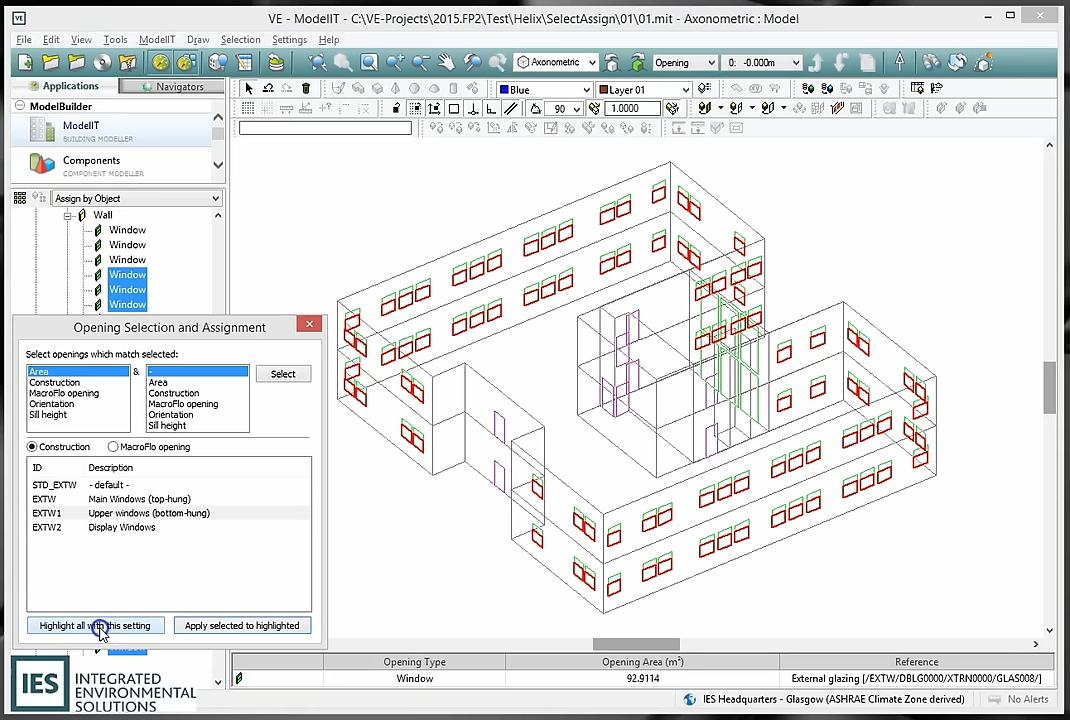 VE - ModelIT - C:\VE-Projects\2015.FP2\Test\Helix\SelectAssign\01\01.mit - Axonometric : Model
File Edit View Tools ModelIT Draw Selection Settings Help
Axonometric Opening 0: -0.000m
Applications Navigators
Blue Layer 01
ModelBuilder
90 1.0000
ModelIT
BUILDING MODELLER
Components
COMPONENT MODELLER
Assign by Object
Wall
Window
Window
Window
Window
Window
Window
Opening Selection and Assignment
Select openings which match selected:
Area & - Select
Construction Area
MacroFlo opening Construction
Orientation MacroFlo opening
Sill height Orientation
Sill height
Construction MacroFlo opening
ID Description
STD_EXTW - default -
EXTW Main Windows (top-hung)
EXTW1 Upper windows (bottom-hung)
EXTW2 Display Windows
Highlight all with this setting Apply selected to highlighted
Opening Type Opening Area (m²) Reference
Window 92.9114 External glazing [/EXTW/DBLG0000/XTRN0000/GLAS008/]
IES INTEGRATED
ENVIRONMENTAL
SOLUTIONS
IES Headquarters - Glasgow (ASHRAE Climate Zone derived) No Alerts